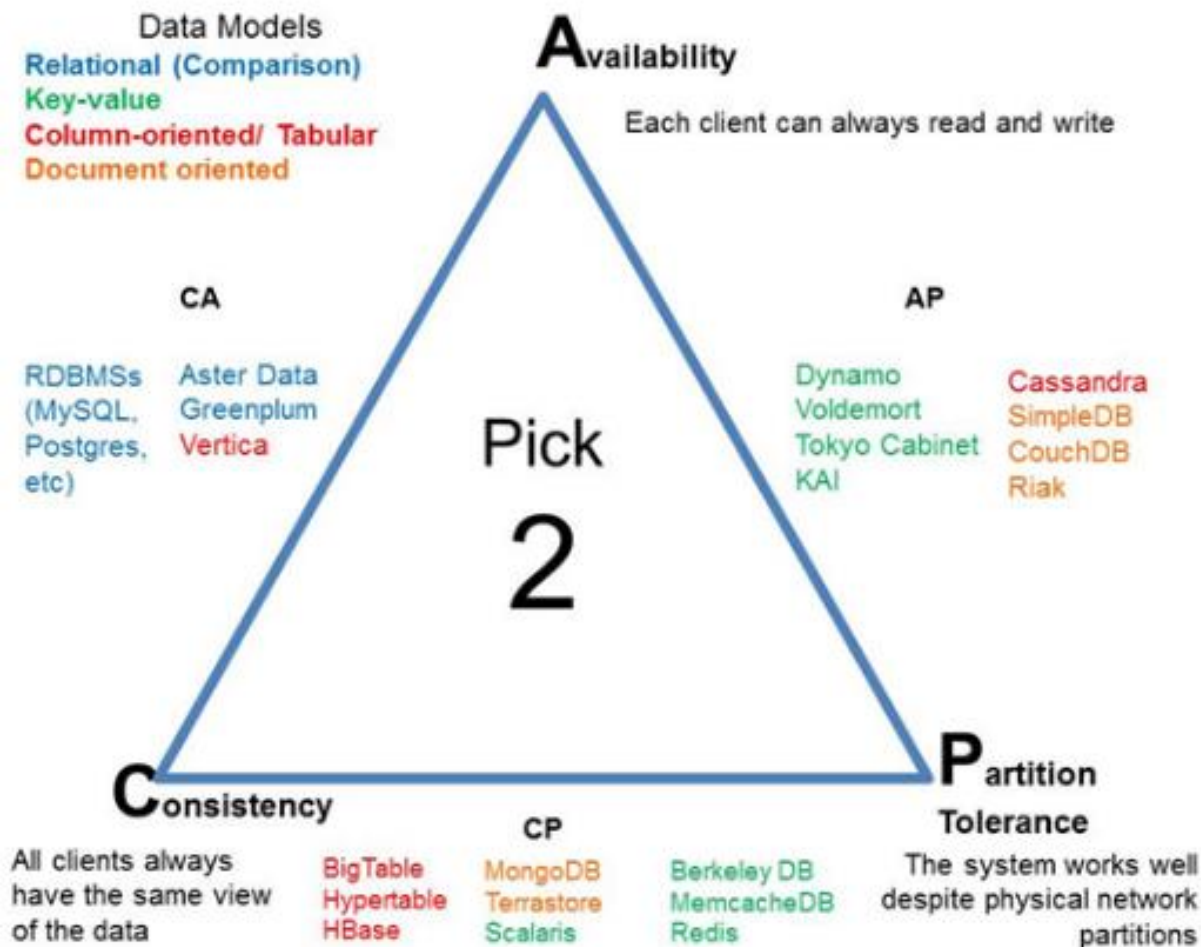 Data Models
Relational (Comparison)
Key-value
Column-oriented/ Tabular
Document oriented
Availability
Each client can always read and write
CA
RDBMSs
(MySQL,
Postgres,
etc)
Aster Data
Greenplum
Vertica
Pick
2
AP
Dynamo
Voldemort
Tokyo Cabinet
KAI
Cassandra
SimpleDB
CouchDB
Riak
Consistency
All clients always
have the same view
of the data
CP
BigTable
Hypertable
HBase
MongoDB
Terrastore
Scalaris
Berkeley DB
MemcacheDB
Redis
Partition
Tolerance
The system works well
despite physical network
partitions